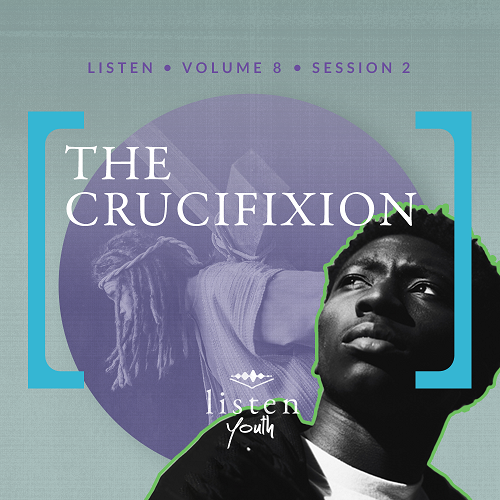 LISTEN • VOLUME 8 • SESSION 2
THE
CRUCIFIXION
listen
youth